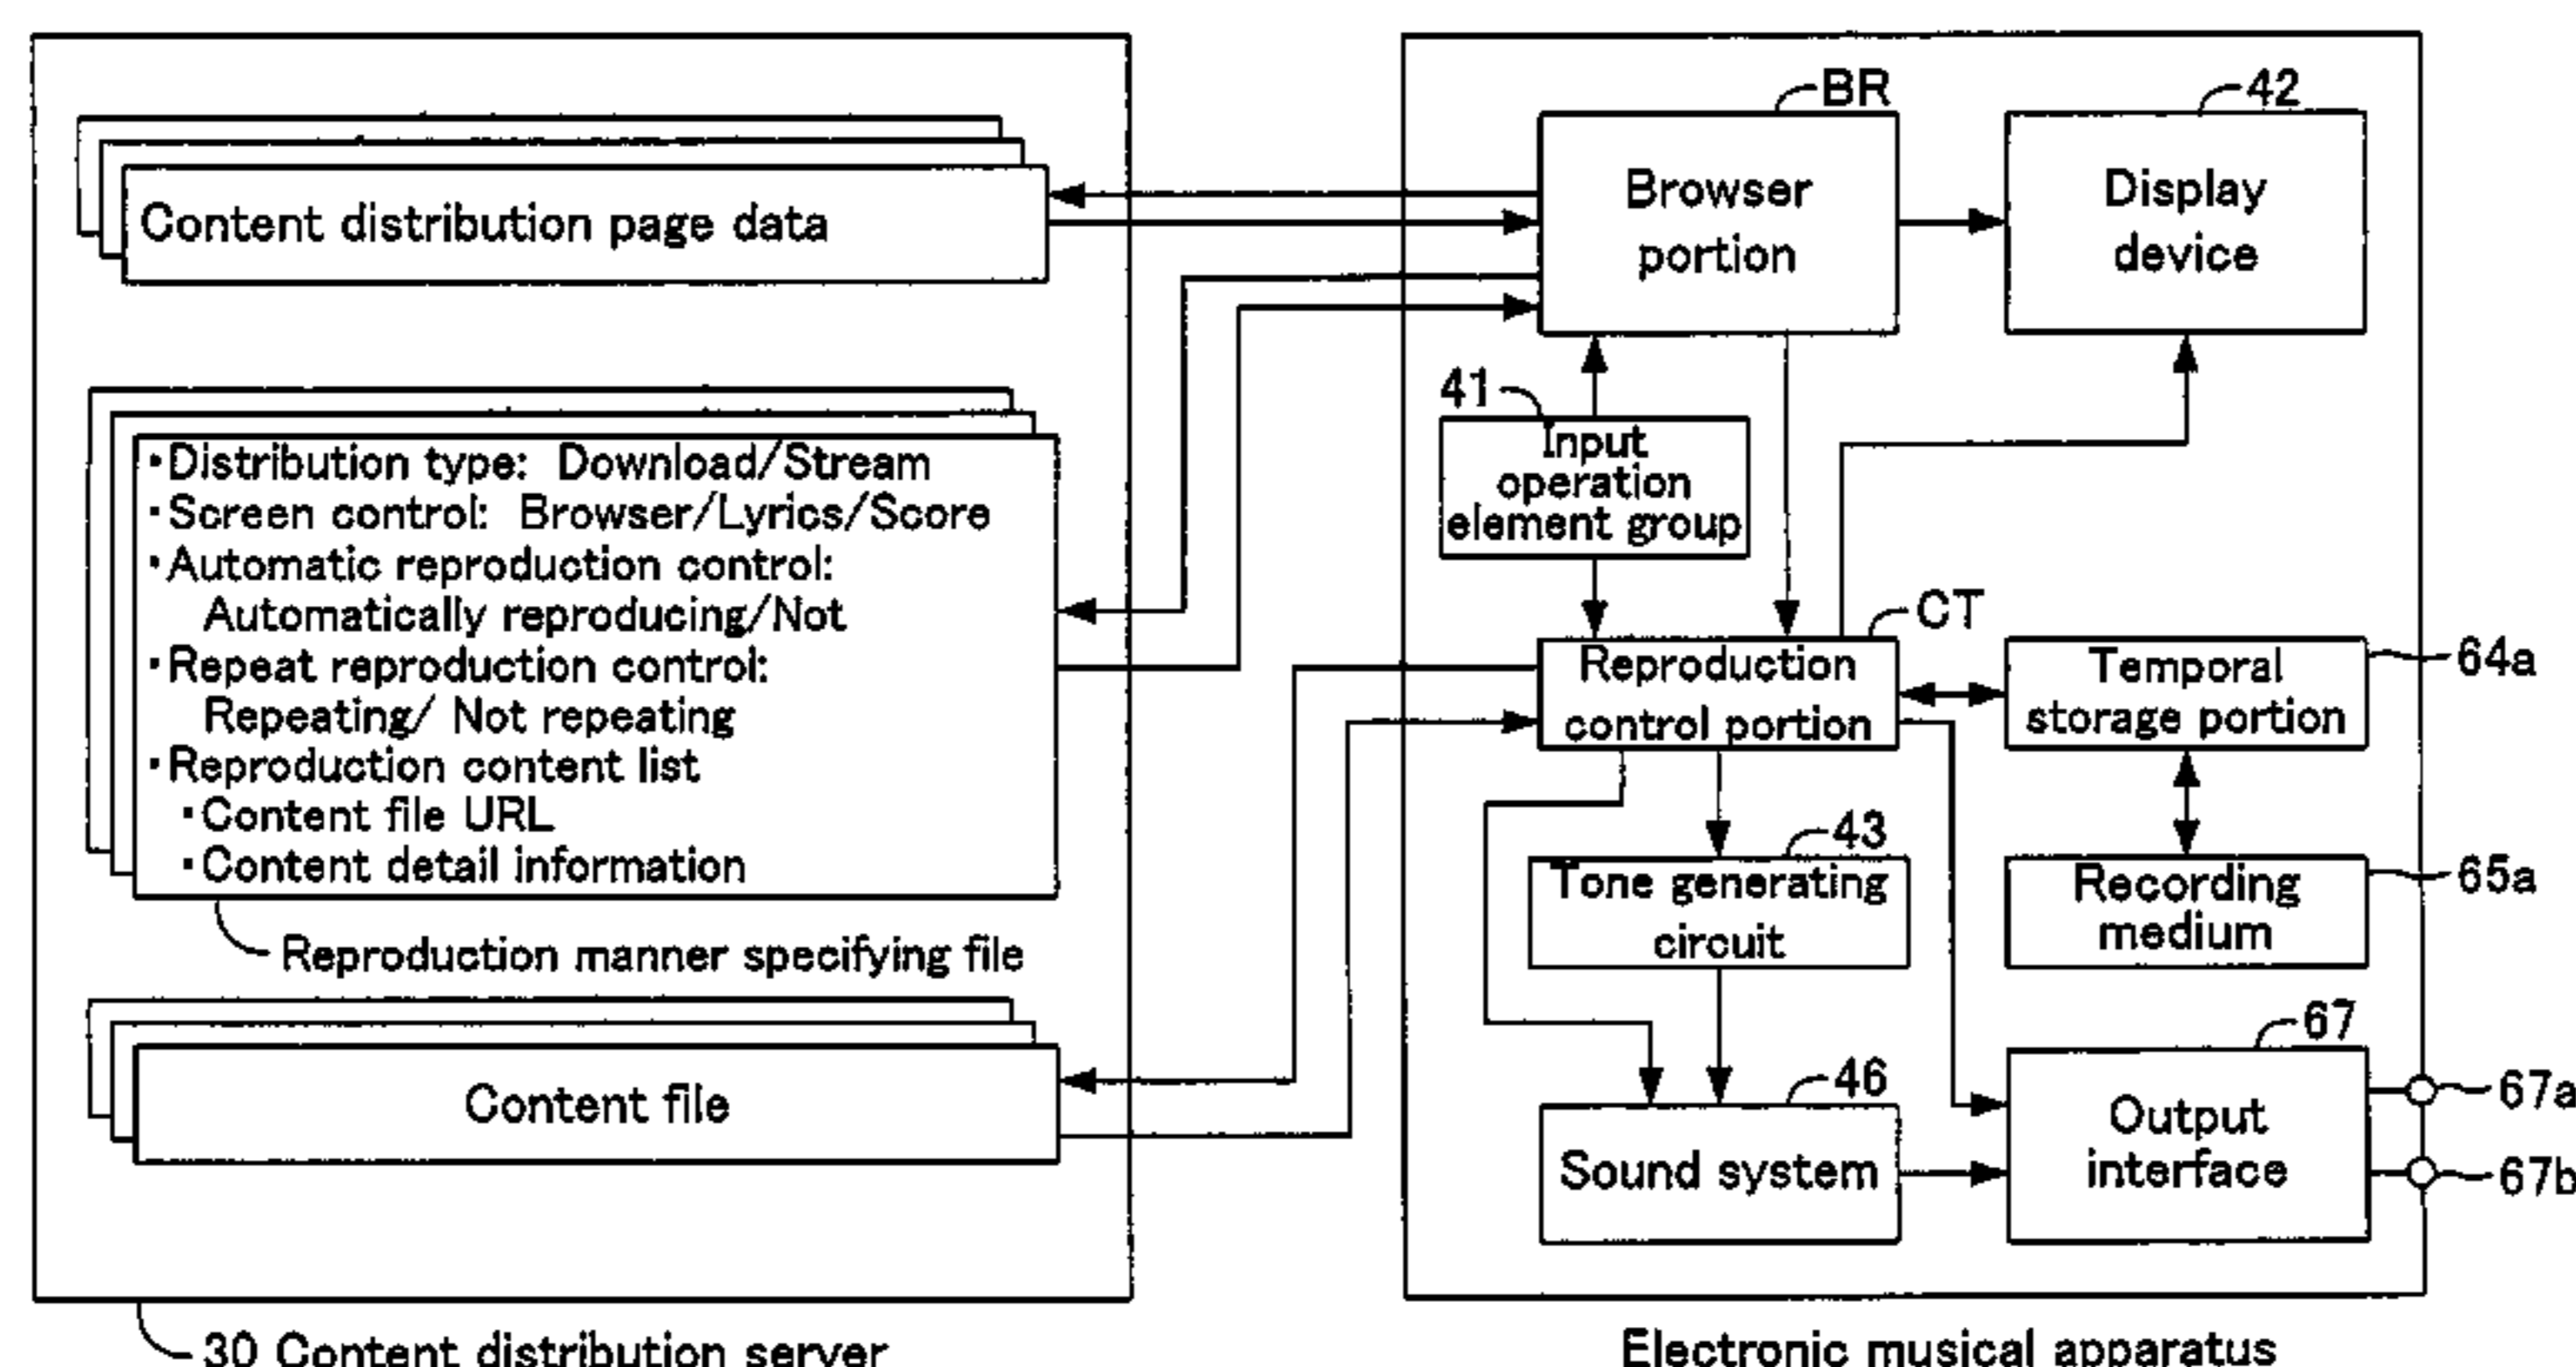 Content distribution page data
・Distribution type: Download/Stream
・Screen control: Browser/Lyrics/Score
・Automatic reproduction control:
Automatically reproducing/Not
・Repeat reproduction control:
Repeating/ Not repeating
・Reproduction content list
・Content file URL
・Content detail information
Reproduction manner specifying file
Content file
30 Content distribution server
BR
Browser
portion
42
Display
device
41
Input
operation
element group
CT
Reproduction
control portion
Temporal
storage portion
64a
43
Tone generating
circuit
Recording
medium
65a
46
Sound system
67
Output
interface
67a
67b
Electronic musical apparatus